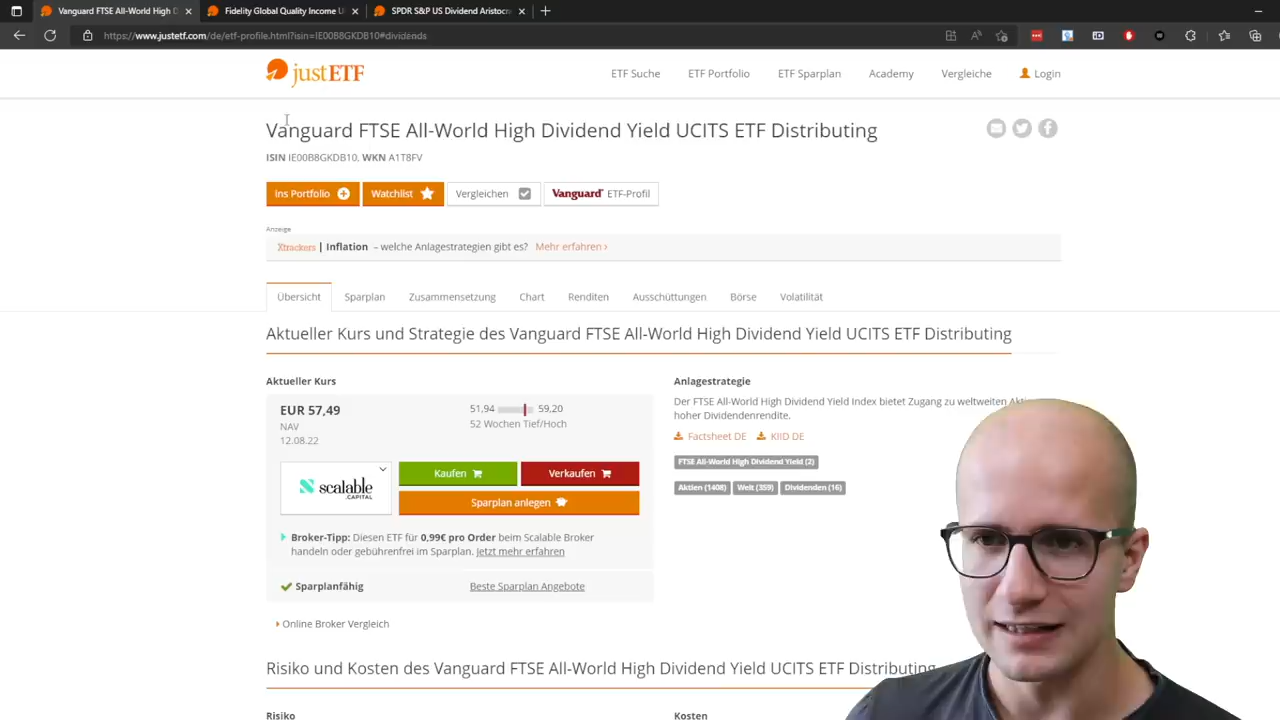 Vanguard FTSE All-World High D
Fidelity Global Quality Income U
SPDR S&P US Dividend Aristoc
https://www.justetf.com/de/etf-profile.html?isin=IE00B8GKDB10#dividends
justETF
ETF Suche
ETF Portfolio
ETF Sparplan
Academy
Vergleiche
Login
Vanguard FTSE All-World High Dividend Yield UCITS ETF Distributing
ISIN IE00B8GKDB10, WKN A1T8FV
Ins Portfolio
Watchlist
Vergleichen
Vanguard ETF-Profil
Anzeige
Xtrackers | Inflation – welche Anlagestrategien gibt es? Mehr erfahren ›
Übersicht
Sparplan
Zusammensetzung
Chart
Renditen
Ausschüttungen
Börse
Volatilität
Aktueller Kurs und Strategie des Vanguard FTSE All-World High Dividend Yield UCITS ETF Distributing
Aktueller Kurs
EUR 57,49
NAV
12.08.22
51,94
59,20
52 Wochen Tief/Hoch
scalable
CAPITAL
Kaufen
Verkaufen
Sparplan anlegen
Broker-Tipp: Diesen ETF für 0,99€ pro Order beim Scalable Broker
handeln oder gebührenfrei im Sparplan. Jetzt mehr erfahren
Sparplanfähig
Beste Sparplan Angebote
Online Broker Vergleich
Anlagestrategie
Der FTSE All-World High Dividend Yield Index bietet Zugang zu weltweiten
hoher Dividendenrendite.
Factsheet DE
KIID DE
FTSE All-World High Dividend Yield (2)
Aktien (1408)
Welt (359)
Dividenden (16)
Risiko und Kosten des Vanguard FTSE All-World High Dividend Yield UCITS ETF Distributing
Risiko
Kosten